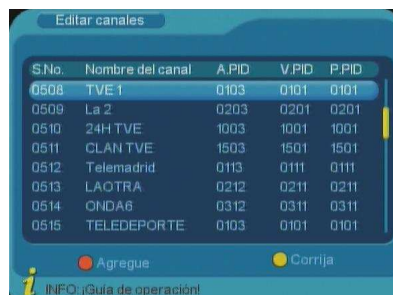 Editar canales
S.No. Nombre del canal A.PID V.PID P.PID
0508 TVE 1 0103 0101 0101
0509 La 2 0203 0201 0201
0510 24H TVE 1003 1001 1001
0511 CLAN TVE 1503 1501 1501
0512 Telemadrid 0113 0111 0111
0513 LAOTRA 0212 0211 0211
0514 ONDA6 0312 0311 0311
0515 TELEDEPORTE 0103 0101 0101
Agregue Corrija
i INFO: ¡Guía de operación!